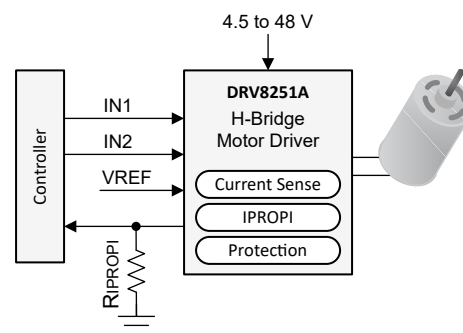 4.5 to 48 V
DRV8251A
H-Bridge
Motor Driver
Controller
IN1
IN2
VREF
Current Sense
IPROPI
Protection
RIPROPI